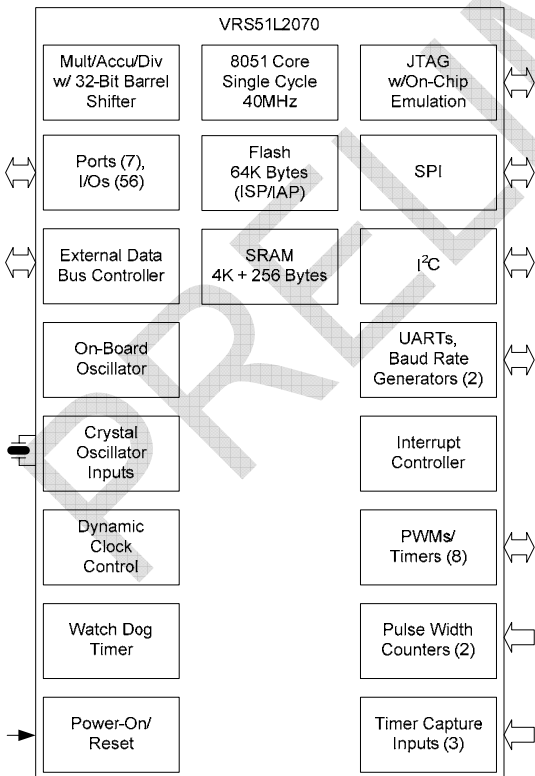 VRS51L2070
Mult/Accu/Div
w/ 32-Bit Barrel
Shifter
8051 Core
Single Cycle
40MHz
JTAG
w/On-Chip
Emulation
Ports (7),
I/Os (56)
Flash
64K Bytes
(ISP/IAP)
SPI
External Data
Bus Controller
SRAM
4K + 256 Bytes
I²C
On-Board
Oscillator
UARTs,
Baud Rate
Generators (2)
Crystal
Oscillator
Inputs
Interrupt
Controller
Dynamic
Clock
Control
PWMs/
Timers (8)
Watch Dog
Timer
Pulse Width
Counters (2)
Power-On/
Reset
Timer Capture
Inputs (3)
PRELIM